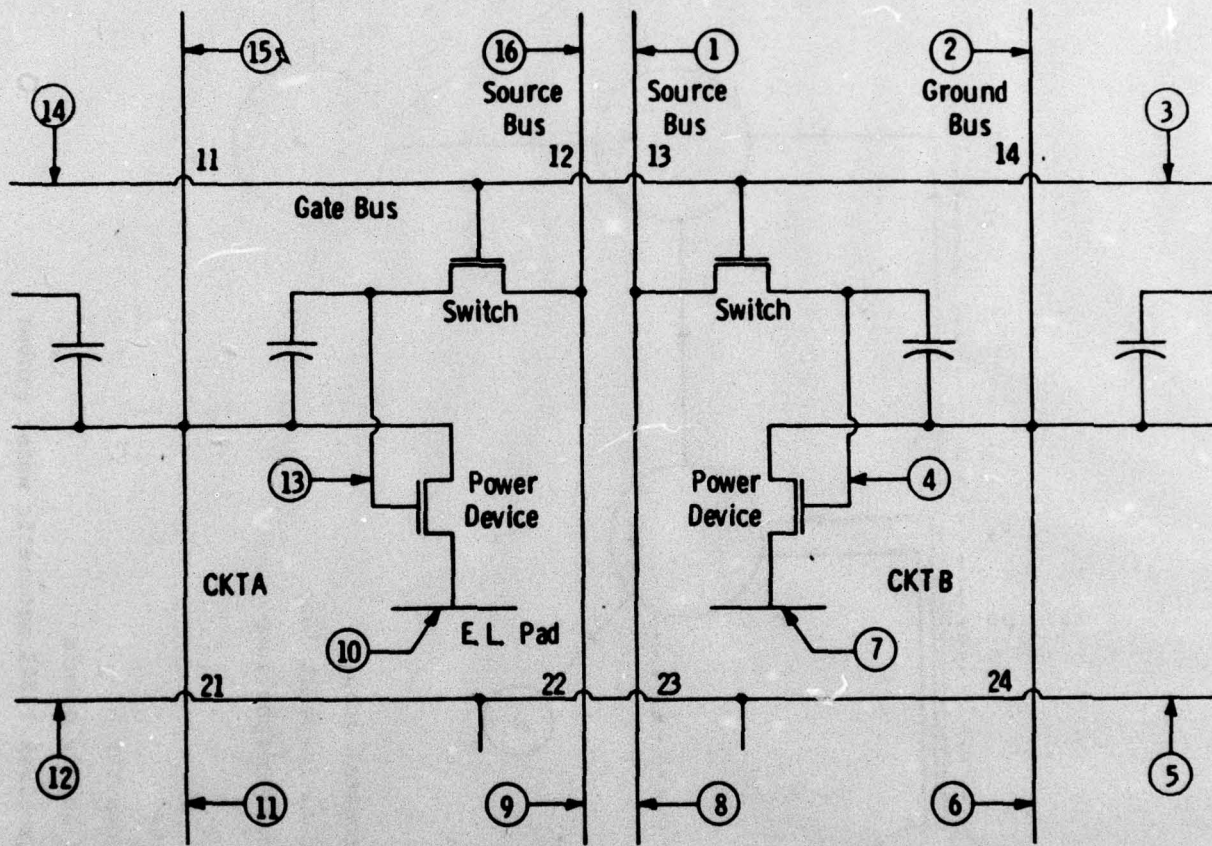 15
16
1
2
Source Bus
Source Bus
Ground Bus
14
3
11
12
13
14
Gate Bus
Switch
Switch
13
Power Device
Power Device
4
CKTA
CKTB
10
E. L. Pad
7
21
22
23
24
12
5
11
9
8
6